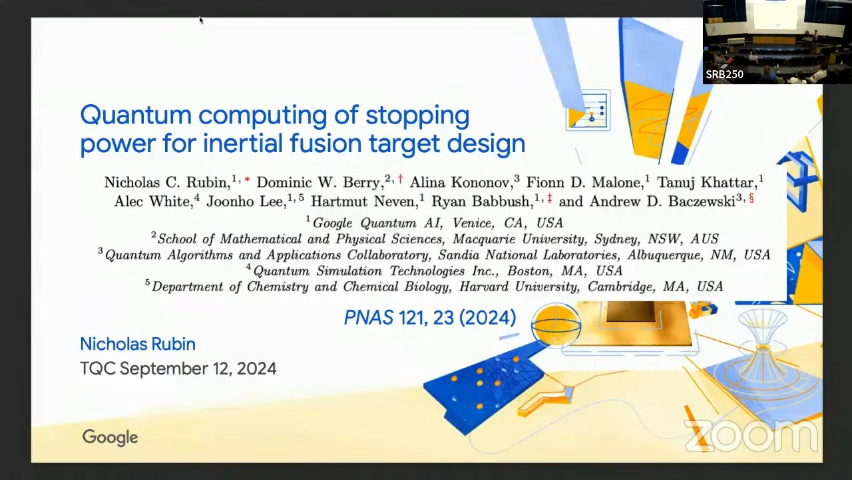 SRB250
Quantum computing of stopping
power for inertial fusion target design
Nicholas C. Rubin,1, * Dominic W. Berry,2, † Alina Kononov,3 Fionn D. Malone,1 Tanuj Khattar,1
Alec White,4 Joonho Lee,1, 5 Hartmut Neven,1 Ryan Babbush,1, ‡ and Andrew D. Baczewski3, §
1Google Quantum AI, Venice, CA, USA
2School of Mathematical and Physical Sciences, Macquarie University, Sydney, NSW, AUS
3Quantum Algorithms and Applications Collaboratory, Sandia National Laboratories, Albuquerque, NM, USA
4Quantum Simulation Technologies Inc., Boston, MA, USA
5Department of Chemistry and Chemical Biology, Harvard University, Cambridge, MA, USA
PNAS 121, 23 (2024)
Nicholas Rubin
TQC September 12, 2024
Google
zoom